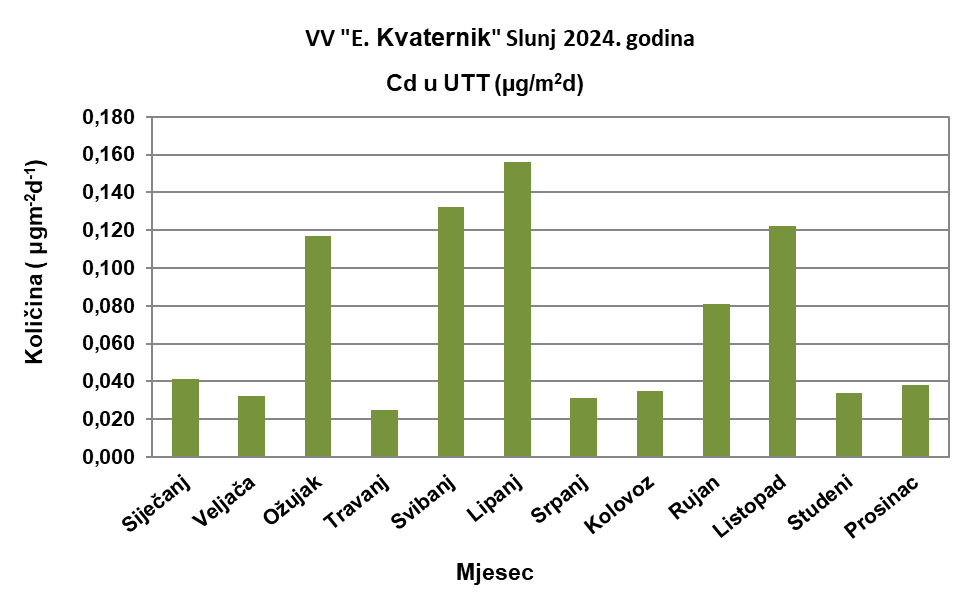 VV "E. Kvaternik" Slunj 2024. godina
Cd u UTT (µg/m²d)
Količina ( µgm⁻²d⁻¹)
0,180
0,160
0,140
0,120
0,100
0,080
0,060
0,040
0,020
0,000
Siječanj
Veljača
Ožujak
Travanj
Svibanj
Lipanj
Srpanj
Kolovoz
Rujan
Listopad
Studeni
Prosinac
Mjesec